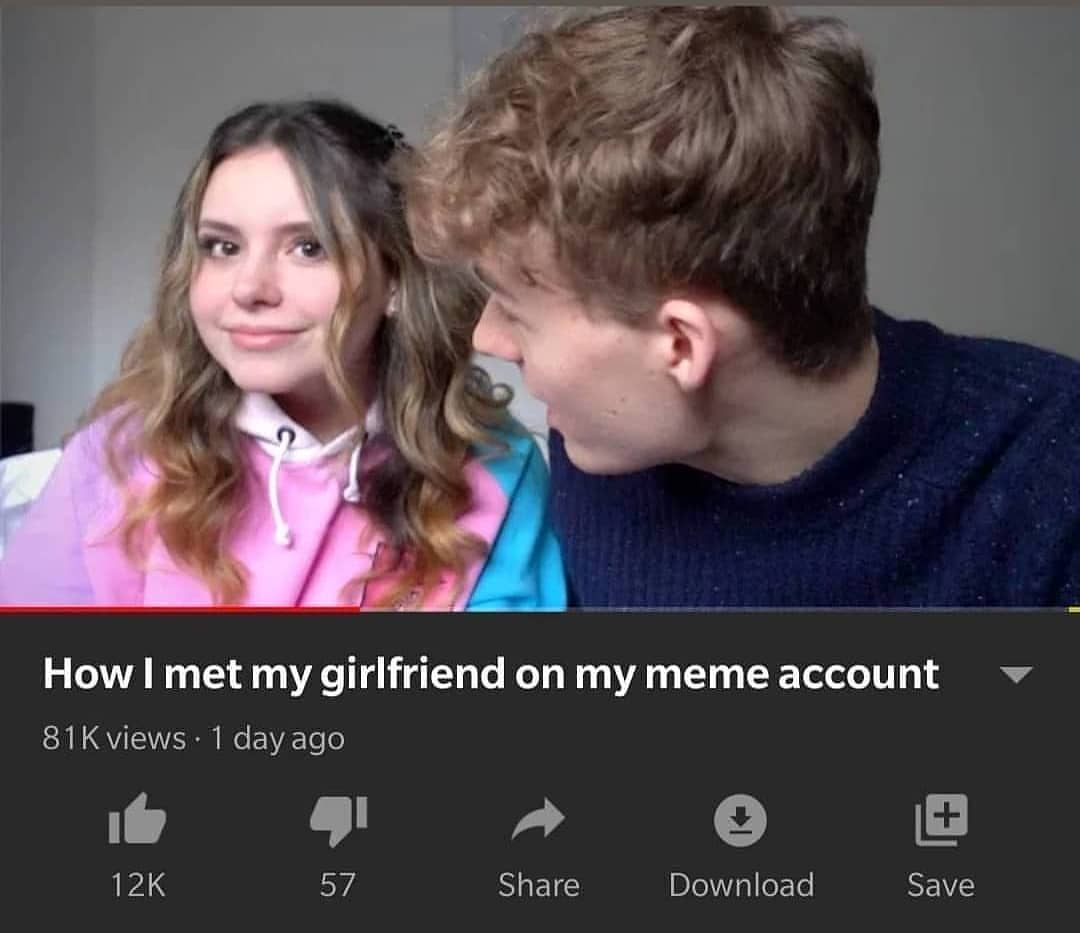 How I met my girlfriend on my meme account
81K views · 1 day ago
12K
57
Share
Download
Save